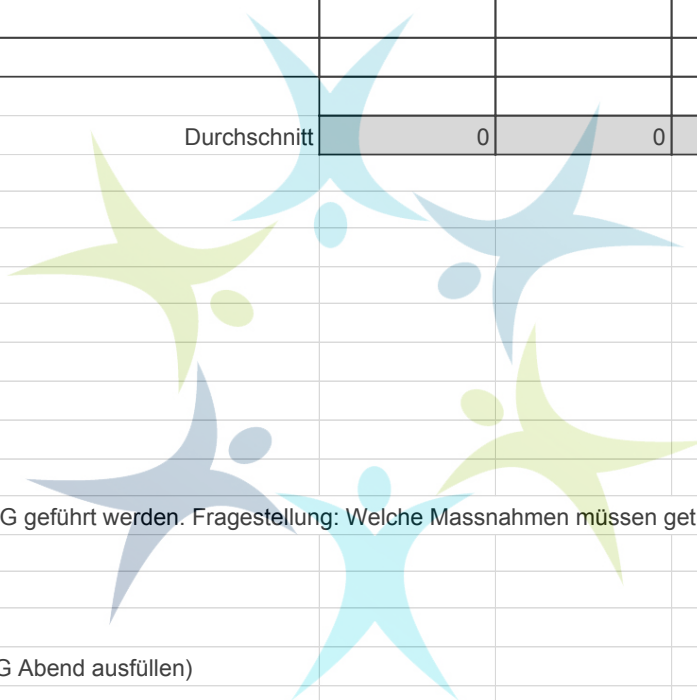 Durchschnitt 0 0
G geführt werden. Fragestellung: Welche Massnahmen müssen get
G Abend ausfüllen)